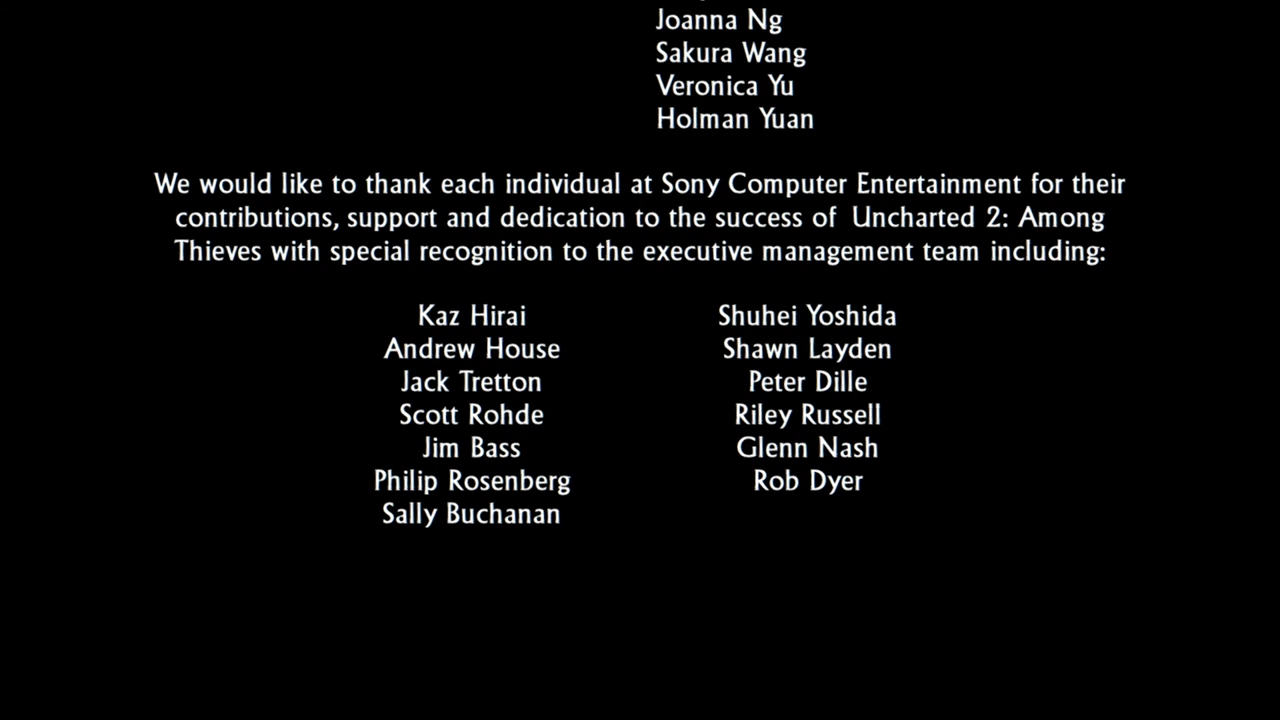 Joanna Ng
Sakura Wang
Veronica Yu
Holman Yuan
We would like to thank each individual at Sony Computer Entertainment for their
contributions, support and dedication to the success of Uncharted 2: Among
Thieves with special recognition to the executive management team including:
Kaz Hirai
Andrew House
Jack Tretton
Scott Rohde
Jim Bass
Philip Rosenberg
Sally Buchanan
Shuhei Yoshida
Shawn Layden
Peter Dille
Riley Russell
Glenn Nash
Rob Dyer